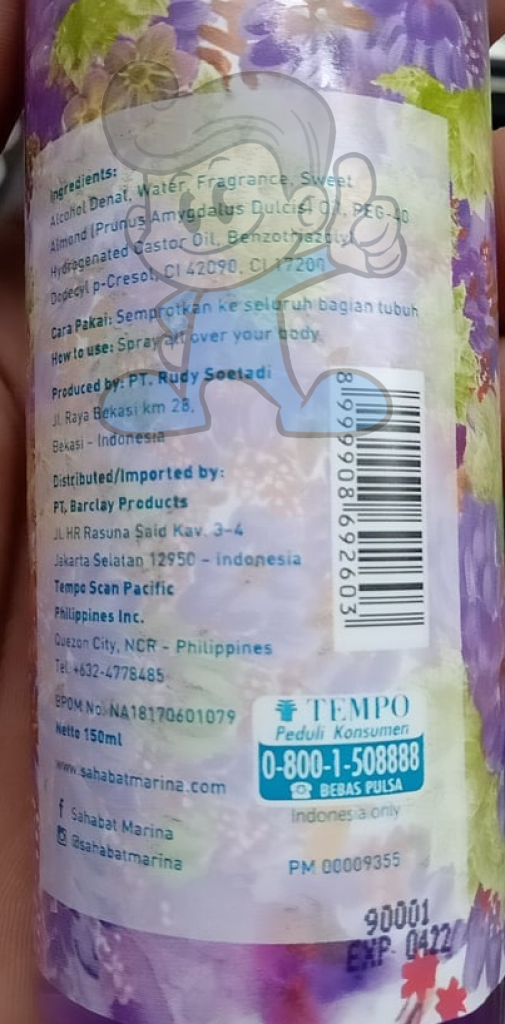 Ingredients:
Alcohol Denat, Water, Fragrance, Sweet
Almond (Prunus Amygdalus Dulcis) Oil, PEG-40
Hydrogenated Castor Oil, Benzotriazolyl
Dodecyl p-Cresol, CI 42090, CI 17200
Cara Pakai: Semprotkan ke seluruh bagian tubuh
How to use: Spray all over your body
Produced by: PT. Rudy Soetadi
Jl. Raya Bekasi km 28,
Bekasi - Indonesia
Distributed/Imported by:
PT. Barclay Products
Jl. HR Rasuna Said Kav. 3-4
Jakarta Selatan 12950 - Indonesia
Tempo Scan Pacific
Philippines Inc.
Quezon City, NCR - Philippines
Tel. +632-4778485
BPOM No. NA18170601079
Netto 150ml
www.sahabatmarina.com
f Sahabat Marina
@sahabatmarina
8 999908 692603
TEMPO
Peduli Konsumen
0-800-1-508888
☎ BEBAS PULSA
Indonesia only
PM 00009355
90001
EXP 0422